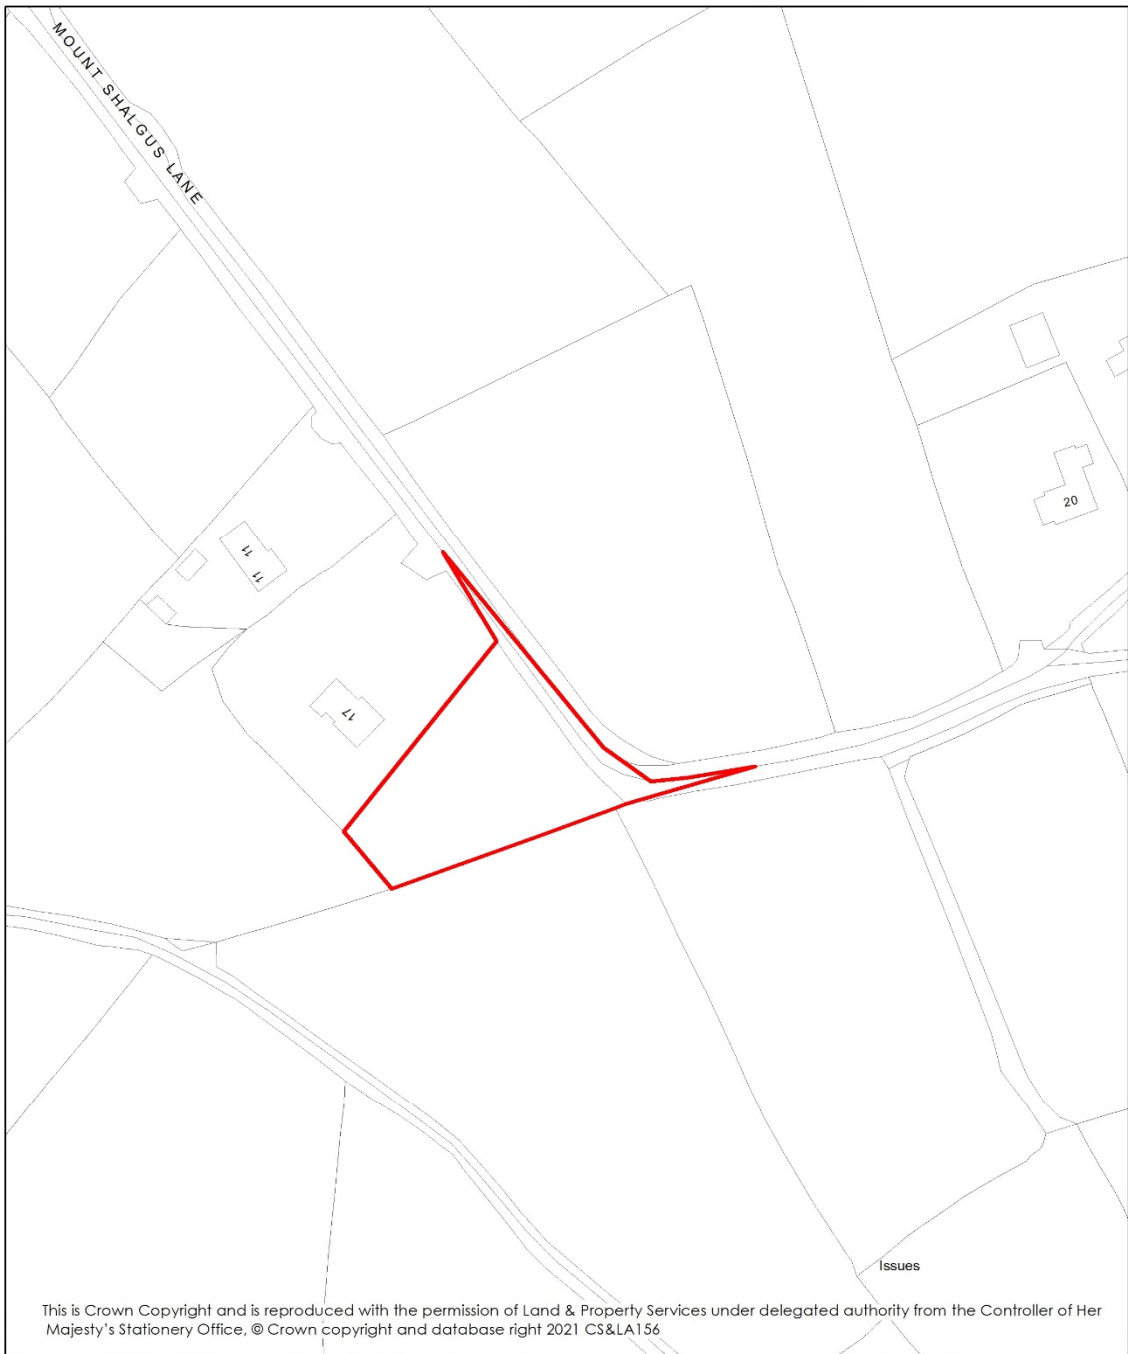 MOUNT SHALGUS LANE
20
11
11
17
Issues
This is Crown Copyright and is reproduced with the permission of Land & Property Services under delegated authority from the Controller of Her
Majesty's Stationery Office, © Crown copyright and database right 2021 CS&LA156